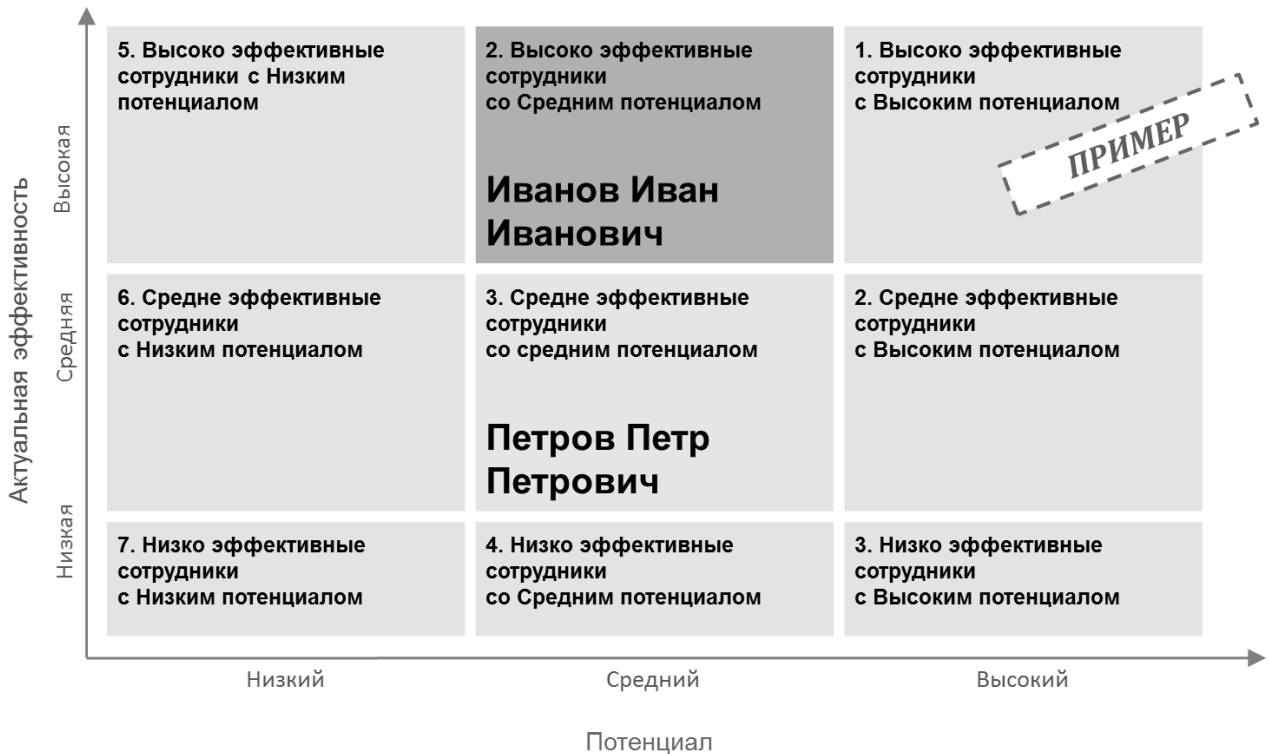 5. Высоко эффективные
сотрудники с Низким
потенциалом
2. Высоко эффективные
сотрудники
со Средним потенциалом
Иванов Иван
Иванович
1. Высоко эффективные
сотрудники
с Высоким потенциалом
ПРИМЕР
6. Средне эффективные
сотрудники
с Низким потенциалом
3. Средне эффективные
сотрудники
со средним потенциалом
Петров Петр
Петрович
2. Средне эффективные
сотрудники
с Высоким потенциалом
7. Низко эффективные
сотрудники
с Низким потенциалом
4. Низко эффективные
сотрудники
со Средним потенциалом
3. Низко эффективные
сотрудники
с Высоким потенциалом
Актуальная эффективность
Высокая
Средняя
Низкая
Низкий
Средний
Высокий
Потенциал